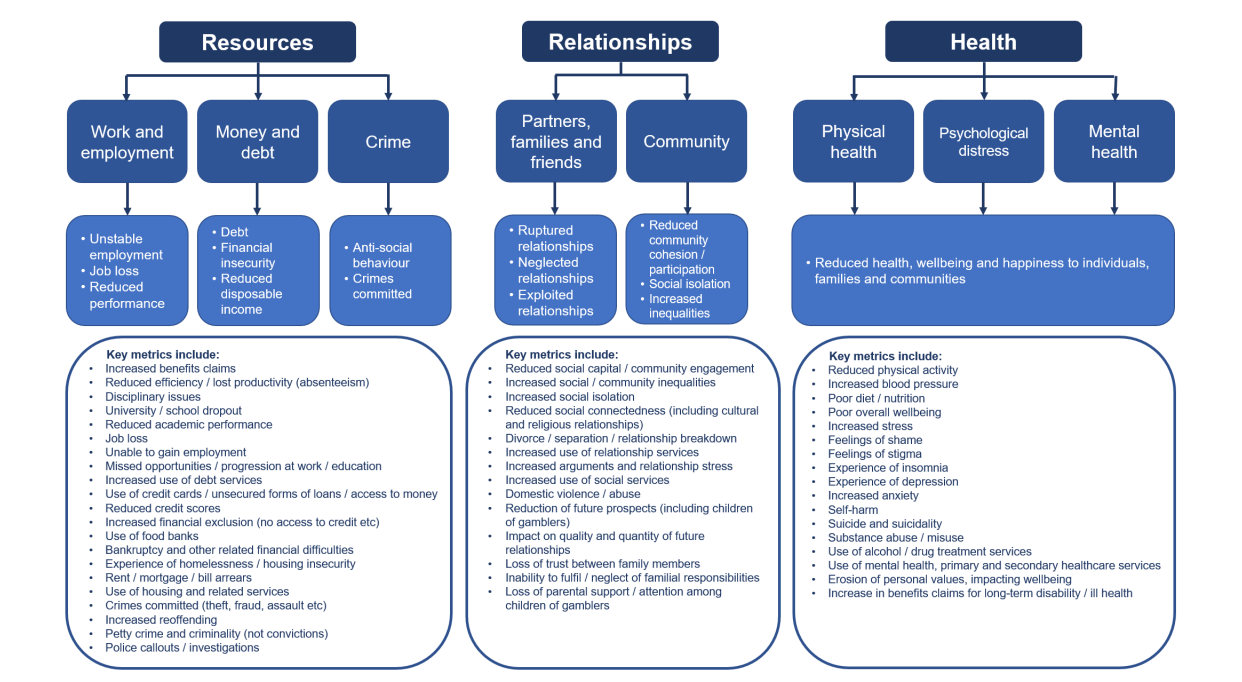 Resources
Relationships
Health
Work and
employment
Money and
debt
Crime
Partners,
families and
friends
Community
Physical
health
Psychological
distress
Mental
health
• Unstable
employment
• Job loss
• Reduced
performance
• Debt
• Financial
insecurity
• Reduced
disposable
income
• Anti-social
behaviour
• Crimes
committed
• Ruptured
relationships
• Neglected
relationships
• Exploited
relationships
• Reduced
community
cohesion /
participation
• Social isolation
• Increased
inequalities
• Reduced health, wellbeing and happiness to individuals,
families and communities
Key metrics include:
• Increased benefits claims
• Reduced efficiency / lost productivity (absenteeism)
• Disciplinary issues
• University / school dropout
• Reduced academic performance
• Job loss
• Unable to gain employment
• Missed opportunities / progression at work / education
• Increased use of debt services
• Use of credit cards / unsecured forms of loans / access to money
• Reduced credit scores
• Increased financial exclusion (no access to credit etc)
• Use of food banks
• Bankruptcy and other related financial difficulties
• Experience of homelessness / housing insecurity
• Rent / mortgage / bill arrears
• Use of housing and related services
• Crimes committed (theft, fraud, assault etc)
• Increased reoffending
• Petty crime and criminality (not convictions)
• Police callouts / investigations
Key metrics include:
• Reduced social capital / community engagement
• Increased social / community inequalities
• Increased social isolation
• Reduced social connectedness (including cultural
and religious relationships)
• Divorce / separation / relationship breakdown
• Increased use of relationship services
• Increased arguments and relationship stress
• Increased use of social services
• Domestic violence / abuse
• Reduction of future prospects (including children
of gamblers)
• Impact on quality and quantity of future
relationships
• Loss of trust between family members
• Inability to fulfil / neglect of familial responsibilities
• Loss of parental support / attention among
children of gamblers
Key metrics include:
• Reduced physical activity
• Increased blood pressure
• Poor diet / nutrition
• Poor overall wellbeing
• Increased stress
• Feelings of shame
• Feelings of stigma
• Experience of insomnia
• Experience of depression
• Increased anxiety
• Self-harm
• Suicide and suicidality
• Substance abuse / misuse
• Use of alcohol / drug treatment services
• Use of mental health, primary and secondary healthcare services
• Erosion of personal values, impacting wellbeing
• Increase in benefits claims for long-term disability / ill health